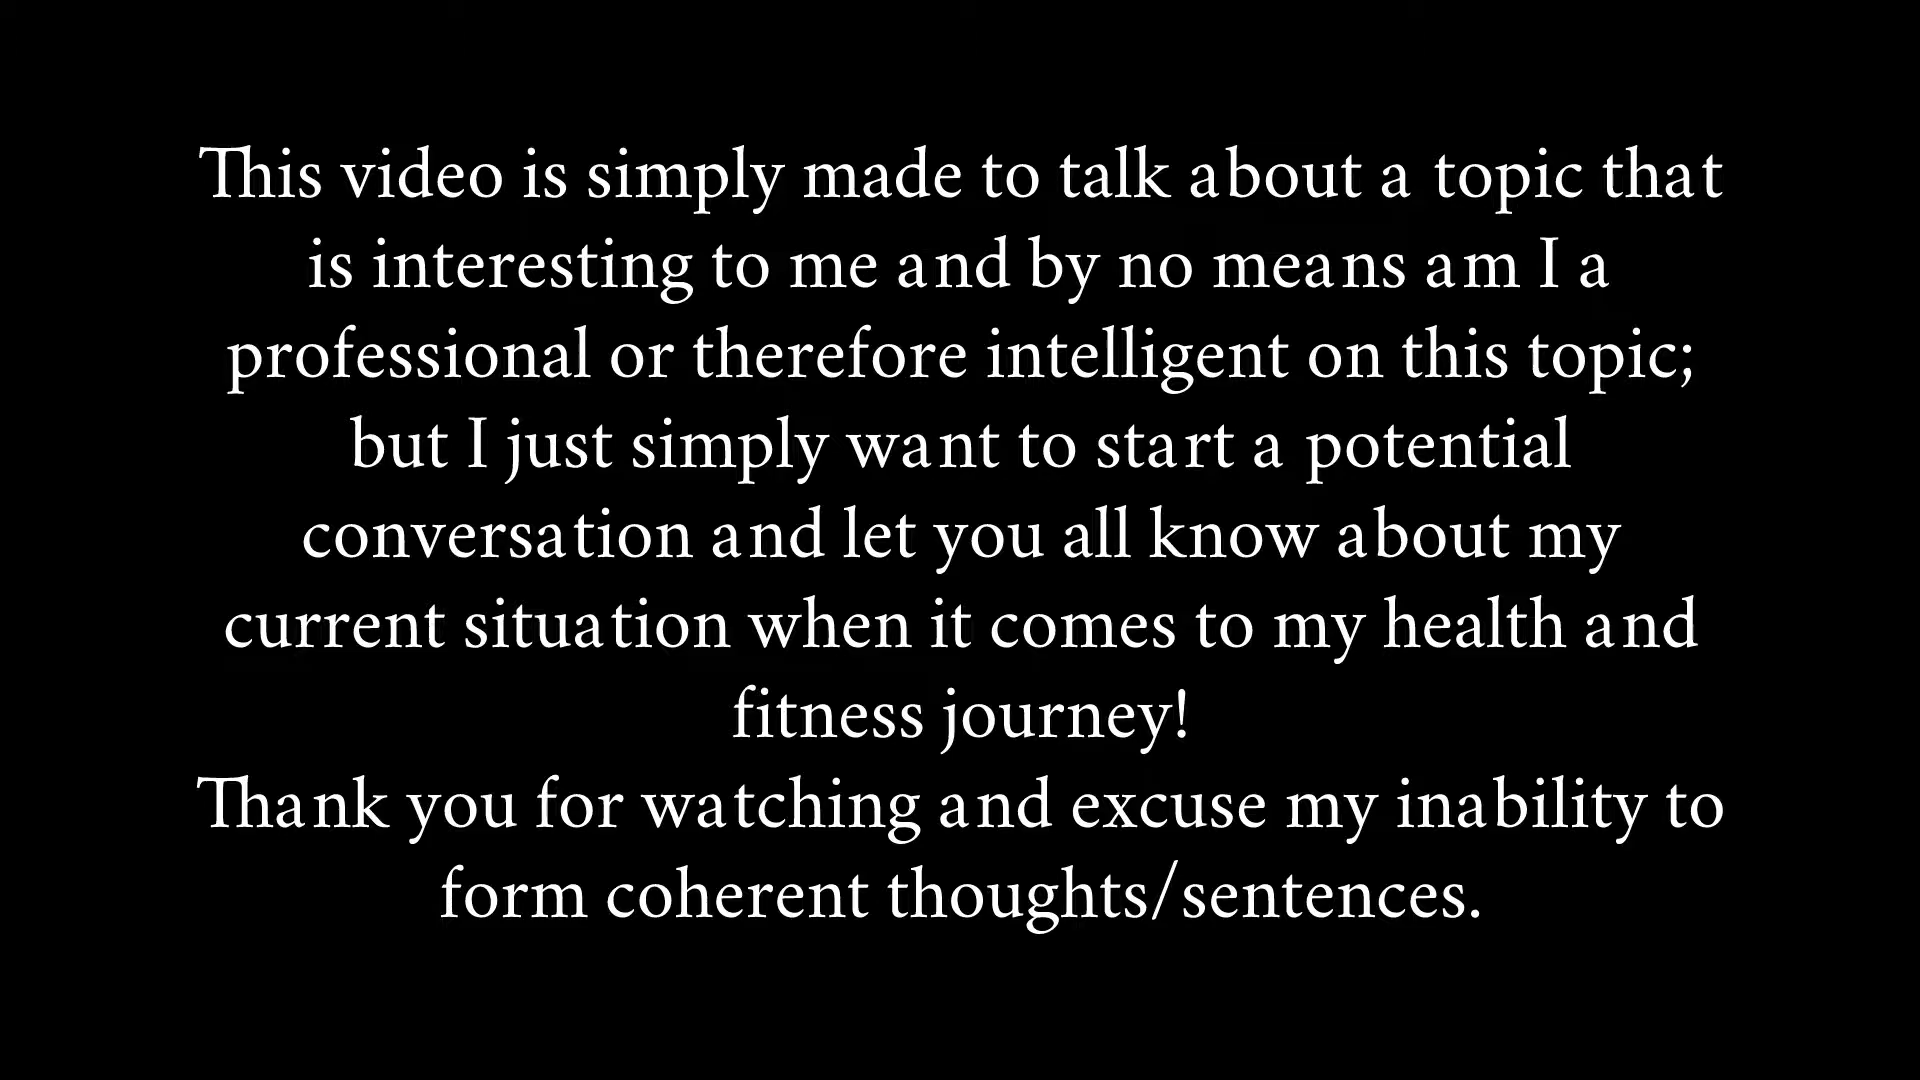 This video is simply made to talk about a topic that
is interesting to me and by no means am I a
professional or therefore intelligent on this topic;
but I just simply want to start a potential
conversation and let you all know about my
current situation when it comes to my health and
fitness journey!
Thank you for watching and excuse my inability to
form coherent thoughts/sentences.